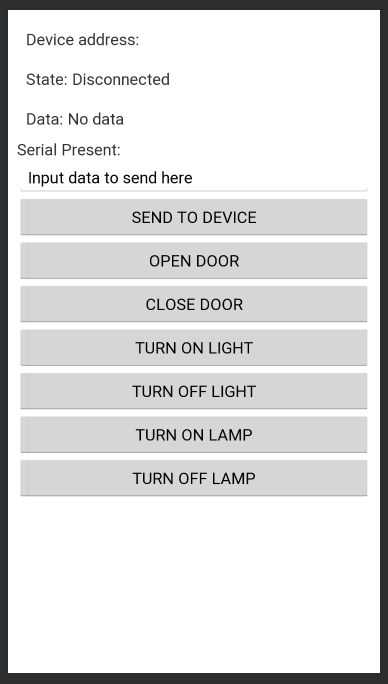 Device address:
State: Disconnected
Data: No data
Serial Present:
Input data to send here
SEND TO DEVICE
OPEN DOOR
CLOSE DOOR
TURN ON LIGHT
TURN OFF LIGHT
TURN ON LAMP
TURN OFF LAMP